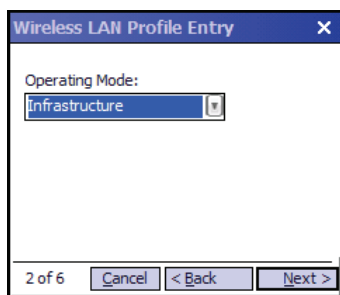 Wireless LAN Profile Entry
Operating Mode:
Infrastructure
2 of 6 Cancel < Back Next >